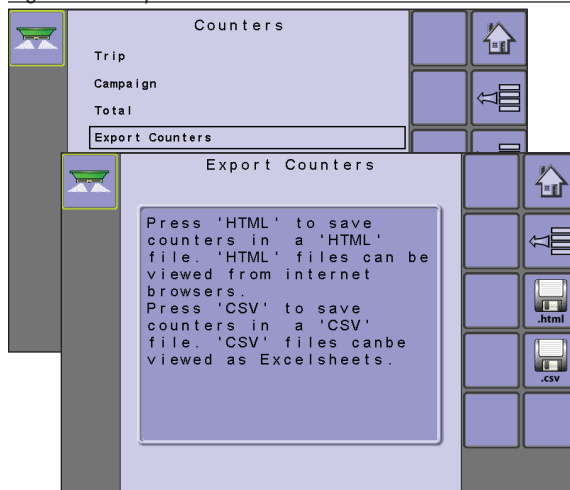 Counters
Trip
Campaign
Total
Export Counters
Export Counters
Press 'HTML' to save
counters in a 'HTML'
file. 'HTML' files can be
viewed from internet
browsers.
Press 'CSV' to save
counters in a 'CSV'
file. 'CSV' files canbe
viewed as Excelsheets.
.html
.csv